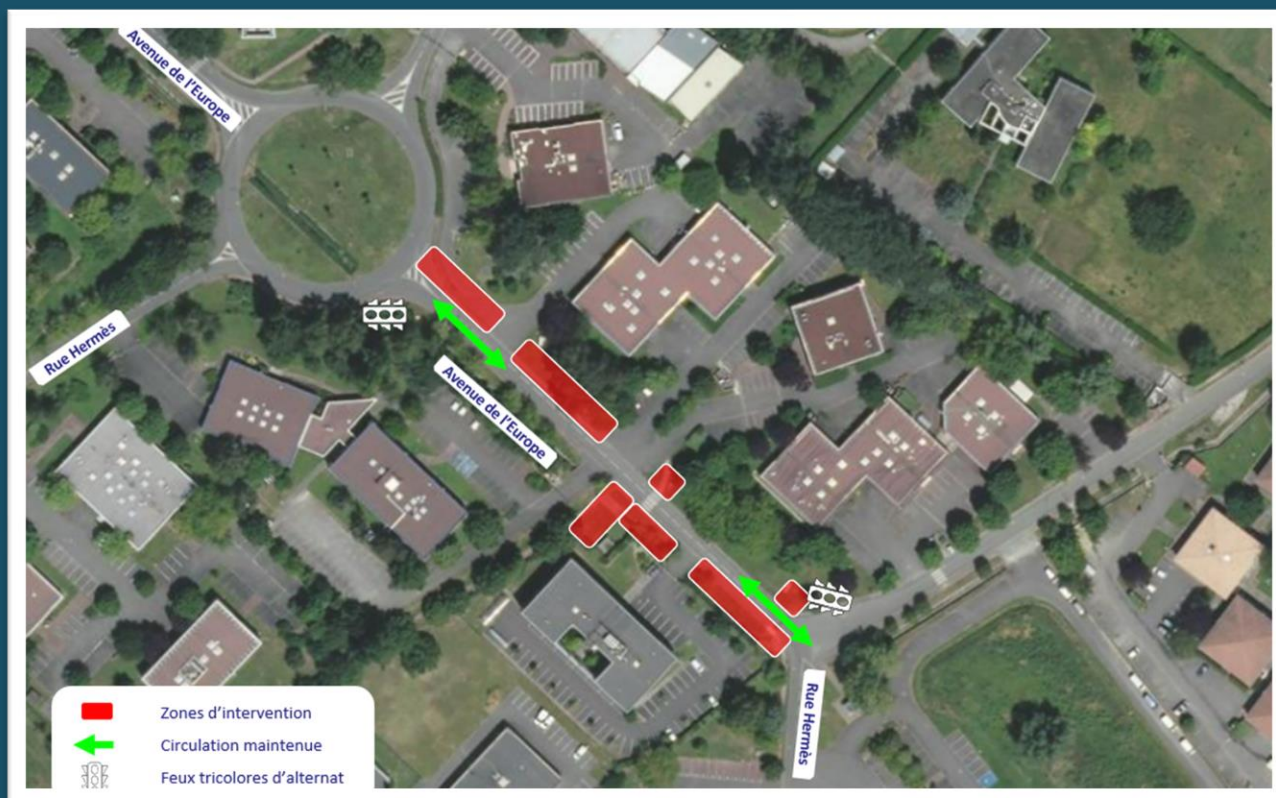 Avenue de l'Europe
Rue Hermès
Avenue de l'Europe
Rue Hermès
Zones d'intervention
Circulation maintenue
Feux tricolores d'alternat